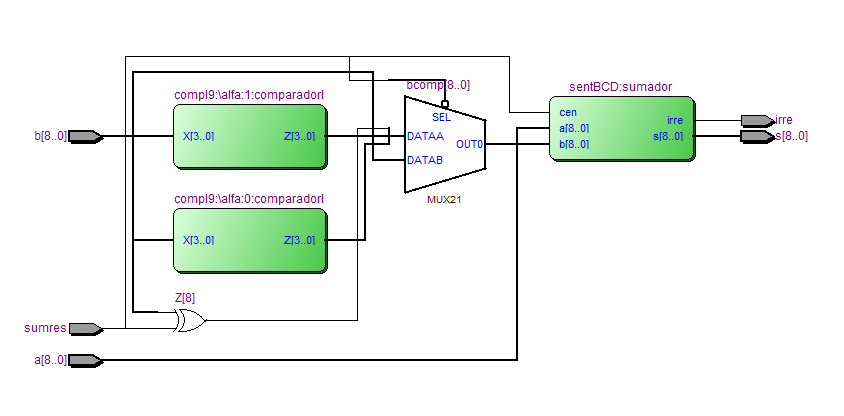 bcomp[8..0]
compl9:\alfa:1:comparadorI
sentBCD:sumador
b[8..0]
X[3..0]
Z[3..0]
SEL
DATAA
DATAB
OUT0
MUX21
cen
a[8..0]
b[8..0]
irre
s[8..0]
irre
s[8..0]
compl9:\alfa:0:comparadorI
X[3..0]
Z[3..0]
Z[8]
sumres
a[8..0]